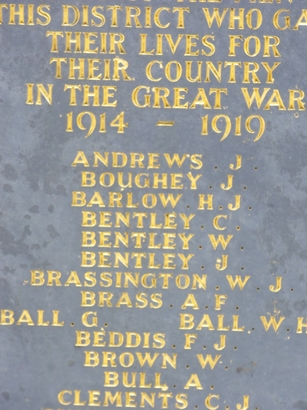 THIS DISTRICT WHO
THEIR LIVES FOR
THEIR COUNTRY
IN THE GREAT WAR
1914 - 1919
ANDREWS . J
BOUGHEY . J .
BARLOW . H . J
BENTLEY . C .
BENTLEY . W
BENTLEY . J .
BRASSINGTON . W . J
BRASS . A . F
BALL . G . BALL . W . H
BEDDIS . F . J
BROWN . W .
BULL . A .
CLEMENTS . C . J